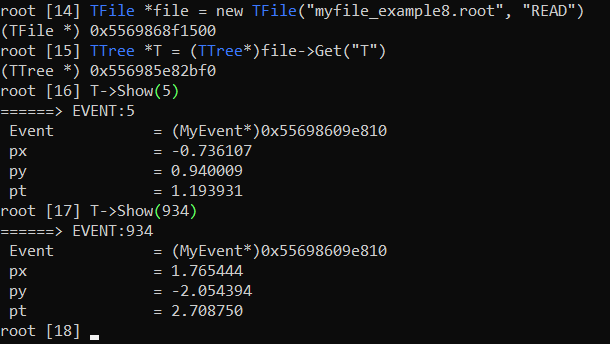 root [14] TFile *file = new TFile("myfile_example8.root", "READ")
(TFile *) 0x5569868f1500
root [15] TTree *T = (TTree*)file->Get("T")
(TTree *) 0x556985e82bf0
root [16] T->Show(5)
======> EVENT:5
 Event           = (MyEvent*)0x55698609e810
 px              = -0.736107
 py              = 0.940009
 pt              = 1.193931
root [17] T->Show(934)
======> EVENT:934
 Event           = (MyEvent*)0x55698609e810
 px              = 1.765444
 py              = -2.054394
 pt              = 2.708750
root [18]